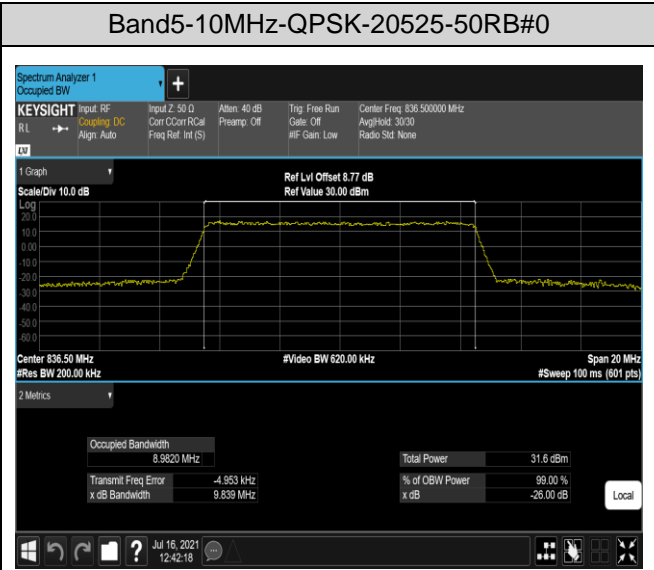 Band5-10MHz-QPSK-20525-50RB#0
Spectrum Analyzer 1
Occupied BW
+
KEYSIGHT Input: RF Input Z: 50 Ω Atten: 40 dB Trig: Free Run Center Freq: 836.500000 MHz
RL Coupling: DC Corr CCorr RCal Preamp: Off Gate: Off Avg|Hold: 30/30
Align: Auto Freq Ref: Int (S) #IF Gain: Low Radio Std: None
LXI
1 Graph Ref Lvl Offset 8.77 dB
Scale/Div 10.0 dB Ref Value 30.00 dBm
Log
20.0
10.0
0.00
-10.0
-20.0
-30.0
-40.0
-50.0
-60.0
Center 836.50 MHz #Video BW 620.00 kHz Span 20 MHz
#Res BW 200.00 kHz #Sweep 100 ms (601 pts)
2 Metrics
Occupied Bandwidth
8.9820 MHz Total Power 31.6 dBm
Transmit Freq Error -4.953 kHz % of OBW Power 99.00 %
x dB Bandwidth 9.839 MHz x dB -26.00 dB
Local
? Jul 16, 2021
12:42:18